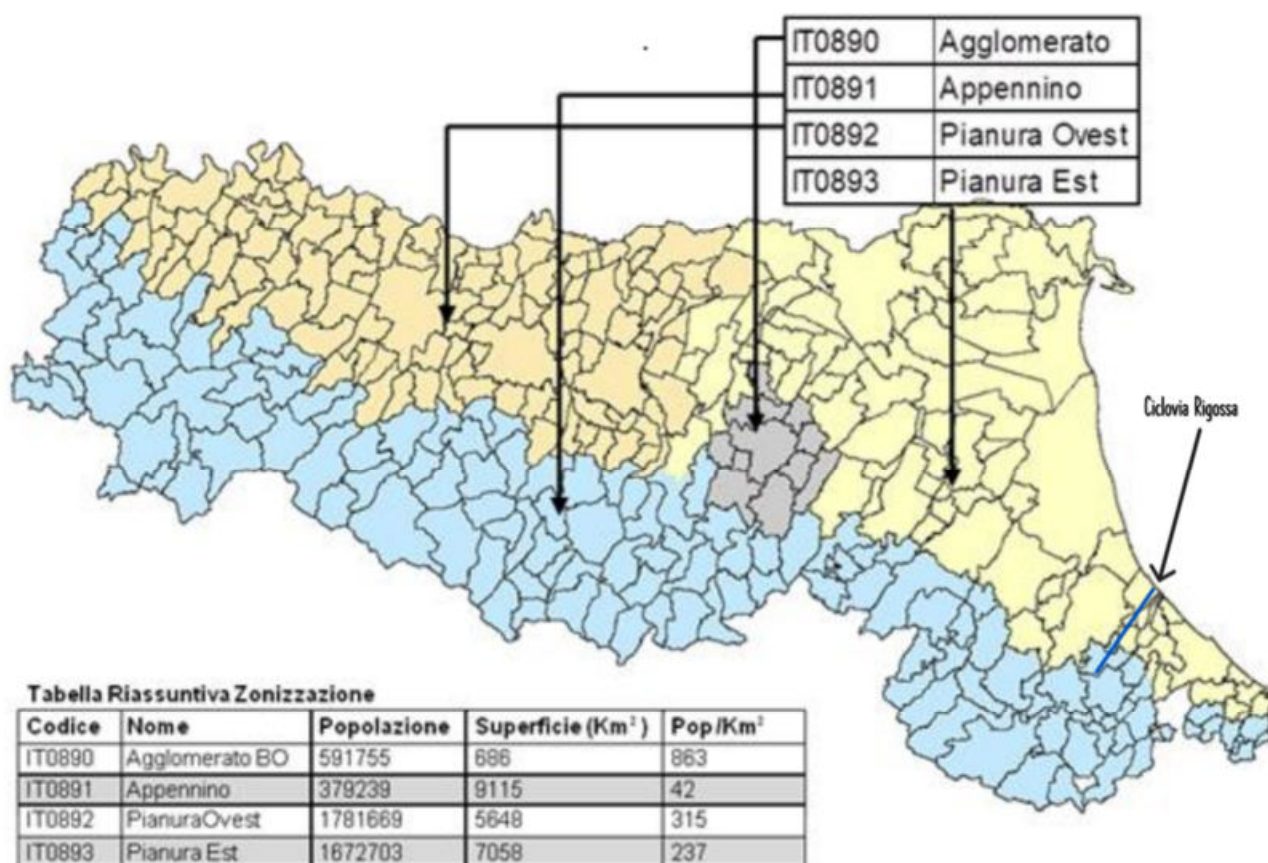 IT0890 Agglomerato
IT0891 Appennino
IT0892 Pianura Ovest
IT0893 Pianura Est
Ciclovia Rigossa
Tabella Riassuntiva Zonizzazione
Codice Nome Popolazione Superficie (Km²) Pop/Km²
IT0890 Agglomerato BO 591755 686 863
IT0891 Appennino 379239 9115 42
IT0892 PianuraOvest 1781669 5648 315
IT0893 Pianura Est 1672703 7058 237